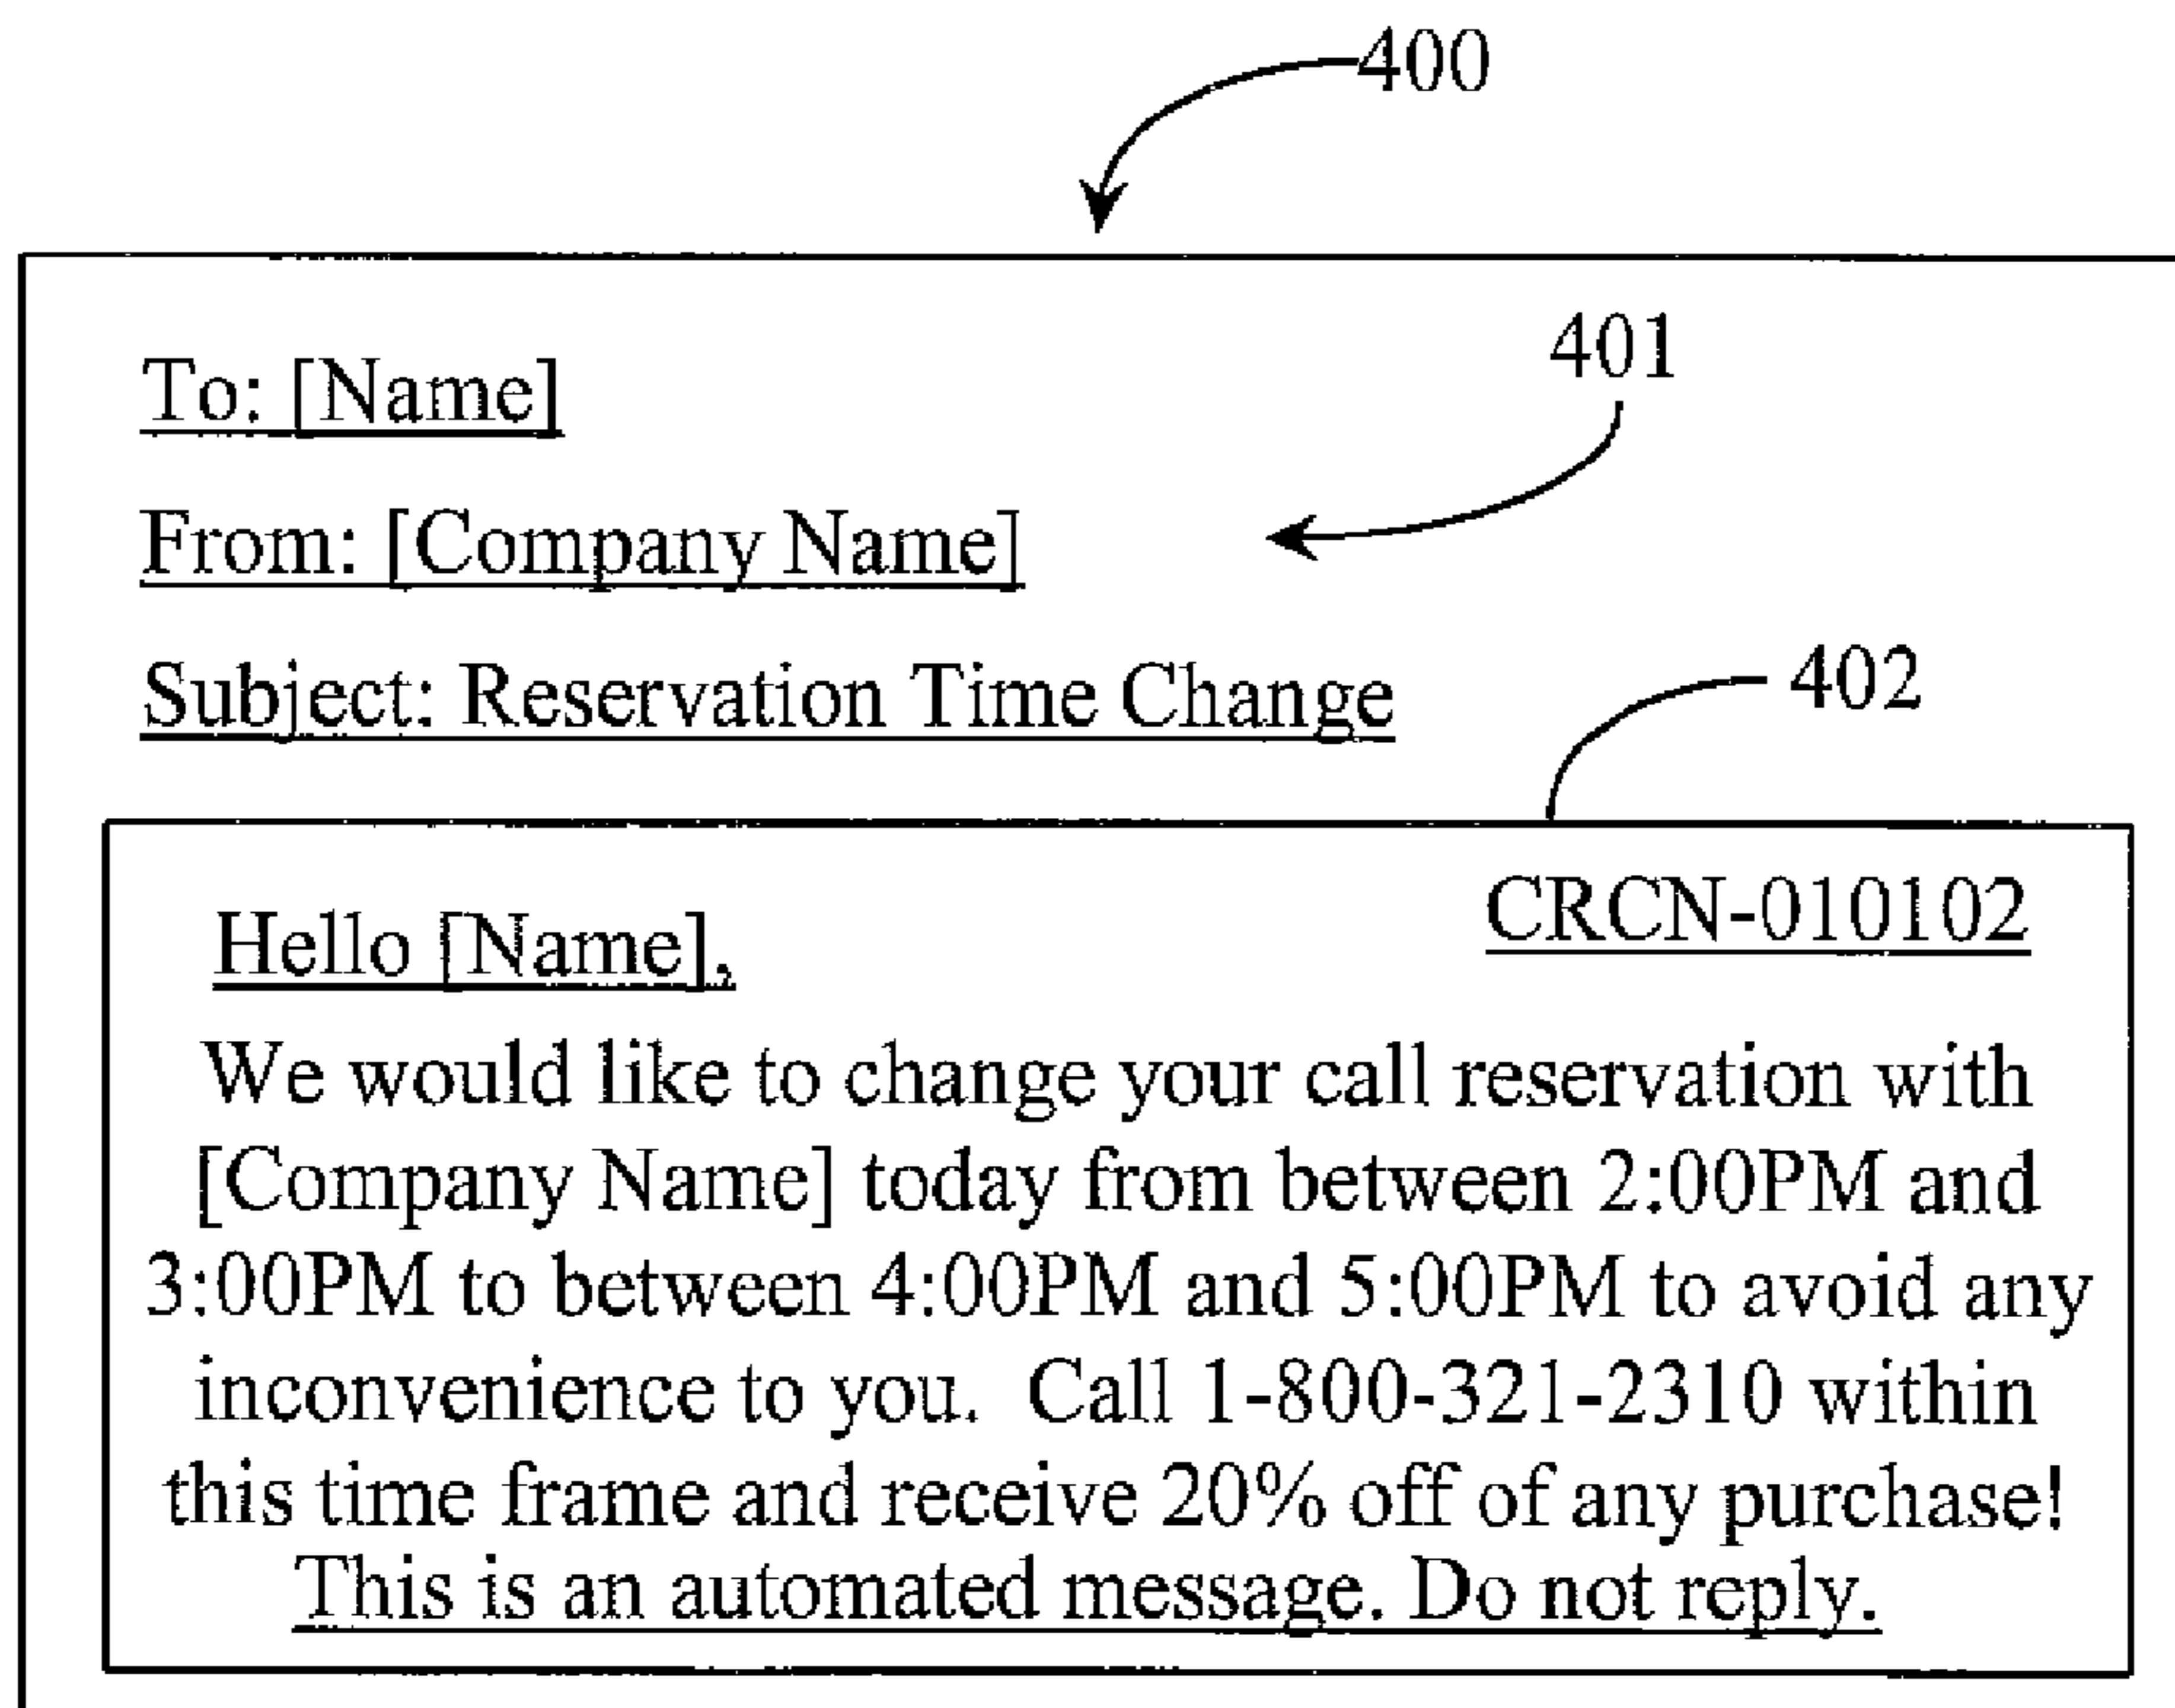 400
To: [Name]
401
From: [Company Name]
Subject: Reservation Time Change
402
CRCN-010102
Hello [Name],
We would like to change your call reservation with
[Company Name] today from between 2:00PM and
3:00PM to between 4:00PM and 5:00PM to avoid any
inconvenience to you. Call 1-800-321-2310 within
this time frame and receive 20% off of any purchase!
This is an automated message. Do not reply.